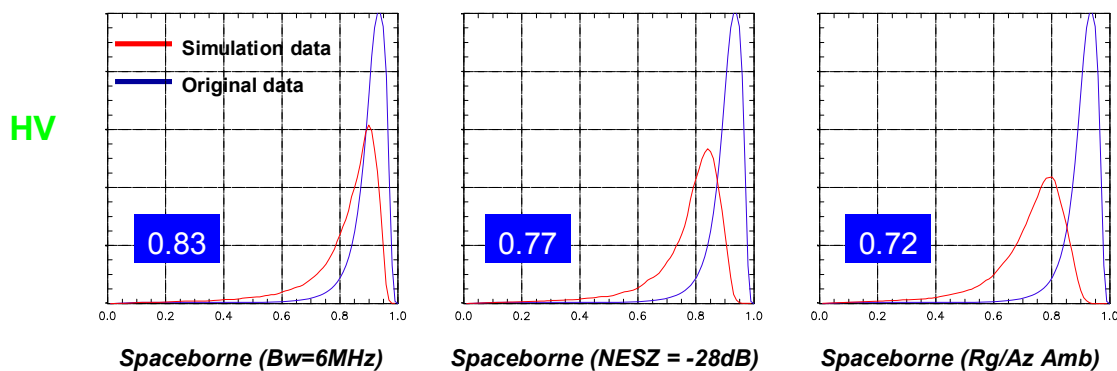 Simulation data
Original data
HV
0.83
0.77
0.72
0.0 0.2 0.4 0.6 0.8 1.0
0.0 0.2 0.4 0.6 0.8 1.0
0.0 0.2 0.4 0.6 0.8 1.0
Spaceborne (Bw=6MHz)
Spaceborne (NESZ = -28dB)
Spaceborne (Rg/Az Amb)